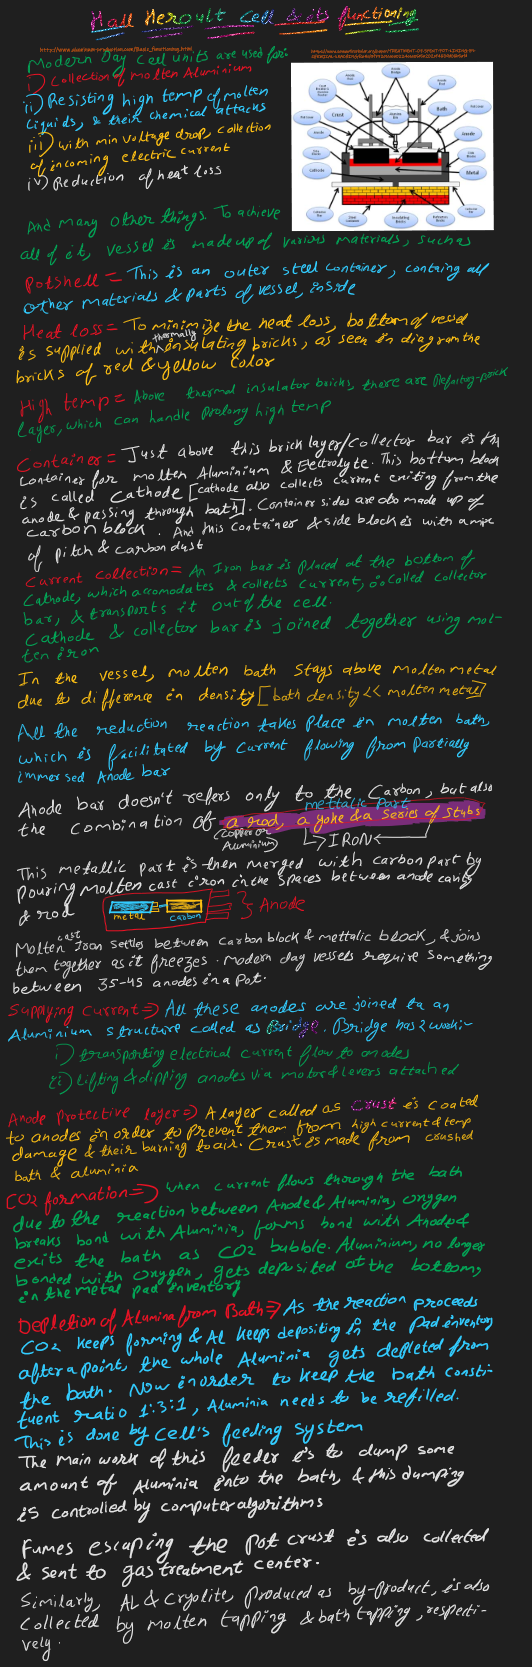 Hall Heroult cell & its functioning
Modern Day cell units are used for:
i) Collection of molten Aluminium
ii) Resisting high temp of molten
liquids, & their chemical attacks
iii) with min voltage drop, collection
of incoming electric current
iv) Reduction of heat loss
Crust
Bath
Anode
Metal
Cathode
And Many other things. To achieve
all of it, vessel is made up of various materials, such as
Potshell = This is an outer steel container, containg all
other materials & parts of vessel, inside
Heat loss = To minimize the heat loss, bottom of vessel
is supplied with thermally insulating bricks, as seen in diagram the
bricks of red & yellow color
High temp = Above thermal insulator bricks, there are
layer, which can handle prolong high temp
Container = Just above this brick layer/Collector bar is the
container for molten Aluminium & Electrolyte. This bottom block
is called Cathode [cathode also collects current exiting from the
anode & passing through bath]. Container sides are also made up of
carbon block. And this container & side block is with a mix
of pitch & carbon dust
Current collection = An Iron bar is placed at the bottom of
Cathode, which accomodates & collects current, so called collector
bar, & transports it out of the cell.
Cathode & collector bar is joined together using mol-
ten iron
In the vessel, molten bath stays above molten metal
due to difference in density [bath density << molten metal]
All the reduction reaction takes place in molten bath,
which is facilitated by current flowing from partially
immersed Anode bar
Anode bar doesn't refers only to the Carbon, but also
mettalic part
the combination of a rod, a yoke & a series of stubs
(copper or
Aluminium)
IRON
This metallic part is then merged with carbon part by
pouring molten cast iron in the spaces between anode cavity
& rod
metal
carbon
Anode
Molten cast Iron settles between Carbon block & mettalic block, & joins
them together as it freezes. Modern day vessels require something
between 35-45 anodes in a pot.
Supplying current => All these anodes are joined to an
Aluminium structure called as Bridge. Bridge has 2 work:-
i) transporting electrical current flow to anodes
ii) Lifting & dipping anodes via motor & levers attached
Anode Protective layer => A layer called as Crust is coated
to anodes in order to prevent them from high current & temp
damage & their burning to air. Crust is made from crushed
bath & aluminia
CO2 formation => When current flows thorough the bath
due to the reaction between Anode & Aluminia, oxygen
breaks bond with Aluminia, forms bond with Anode &
exits the bath as CO2 bubble. Aluminium, no longer
bonded with oxygen, gets deposited at the bottom,
in the metal pad inventory
Depletion of Alumina from Bath => As the reaction proceeds
CO2 keeps forming & Al keeps depositing in the Pad inventory
after a point, the whole Aluminia gets depleted from
the bath. Now in order to keep the bath consti-
tuent ratio 1:3:1, Aluminia needs to be refilled.
This is done by cell's feeding system
The main work of this feeder is to dump some
amount of Aluminia into the bath, & this dumping
is controlled by computer algorithms
Fumes escaping the pot crust is also collected
& sent to gas treatment center.
Similarly, AL & Cryolite, produced as by-product, is also
collected by molten tapping & bath tapping, respecti-
vely.